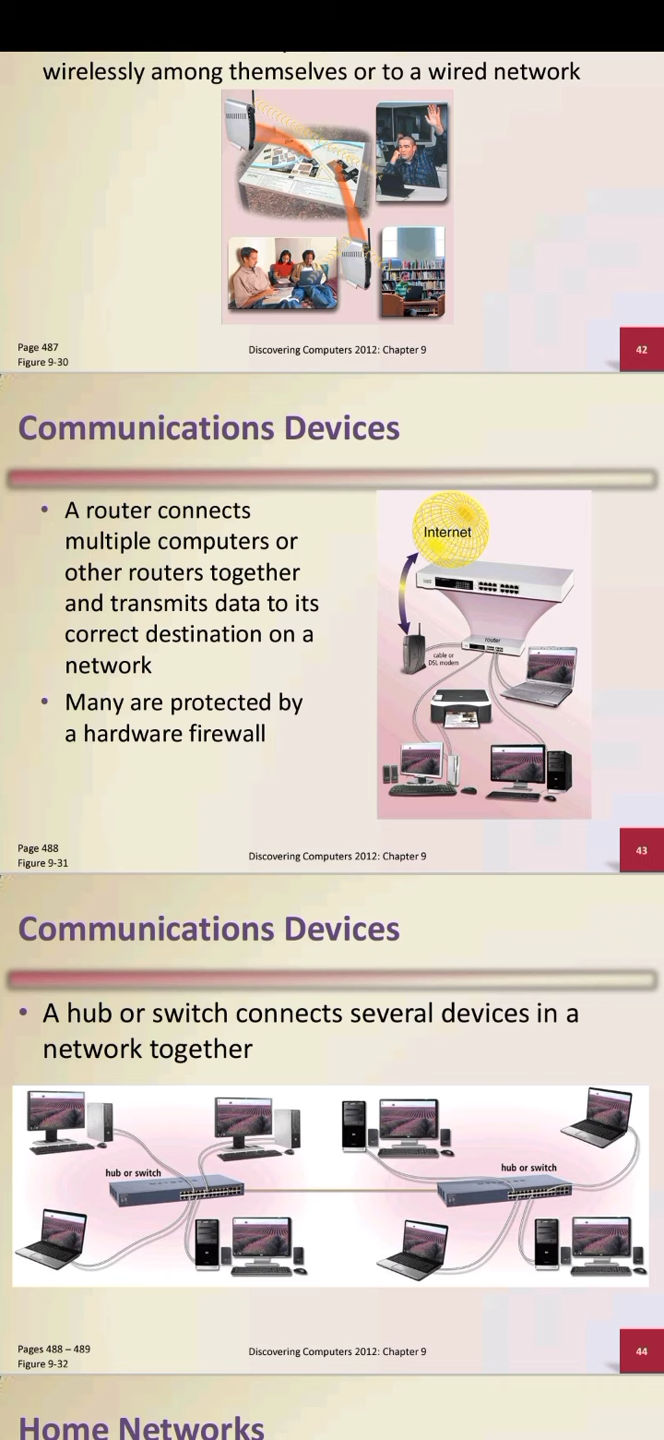 wirelessly among themselves or to a wired network
Page 487
Figure 9-30
Discovering Computers 2012: Chapter 9
42
Communications Devices
• A router connects
multiple computers or
other routers together
and transmits data to its
correct destination on a
network
• Many are protected by
a hardware firewall
Internet
router
cable or
DSL modem
Page 488
Figure 9-31
Discovering Computers 2012: Chapter 9
43
Communications Devices
• A hub or switch connects several devices in a
network together
hub or switch
hub or switch
Pages 488 – 489
Figure 9-32
Discovering Computers 2012: Chapter 9
44
Home Networks